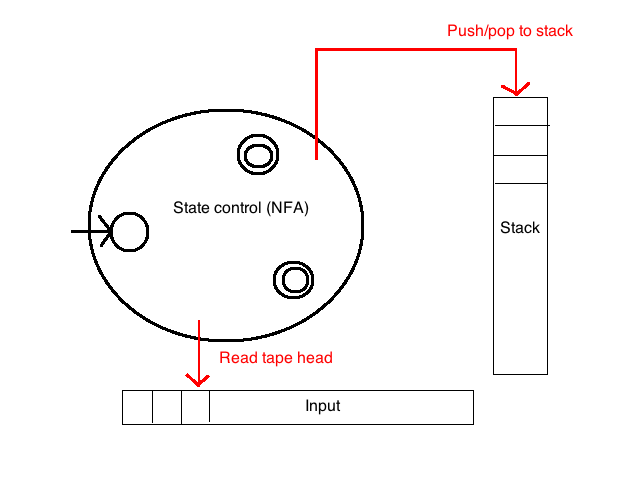 Push/pop to stack
State control (NFA)
Stack
Read tape head
Input